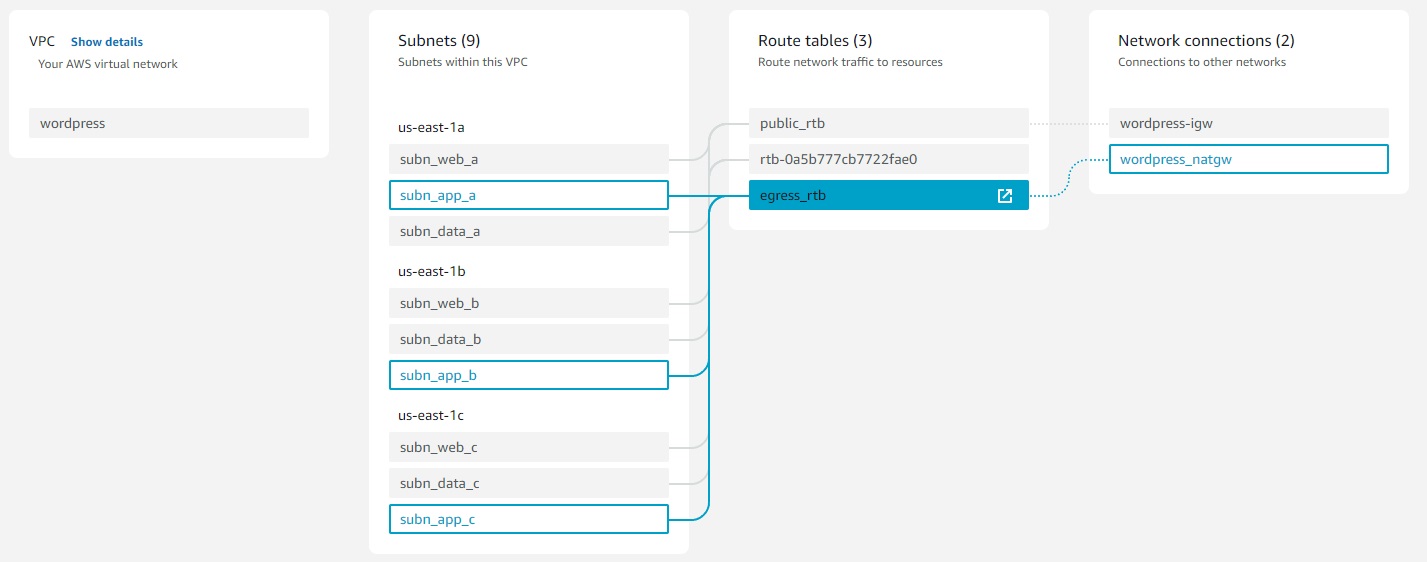 VPC Show details
Your AWS virtual network
wordpress
Subnets (9)
Subnets within this VPC
us-east-1a
subn_web_a
subn_app_a
subn_data_a
us-east-1b
subn_web_b
subn_data_b
subn_app_b
us-east-1c
subn_web_c
subn_data_c
subn_app_c
Route tables (3)
Route network traffic to resources
public_rtb
rtb-0a5b777cb7722fae0
egress_rtb
Network connections (2)
Connections to other networks
wordpress-igw
wordpress_natgw